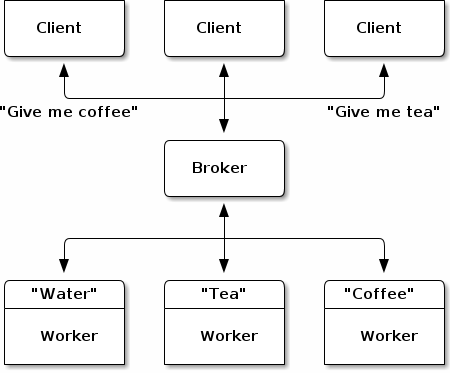 Client
Client
Client
"Give me coffee"
"Give me tea"
Broker
"Water"
"Tea"
"Coffee"
Worker
Worker
Worker